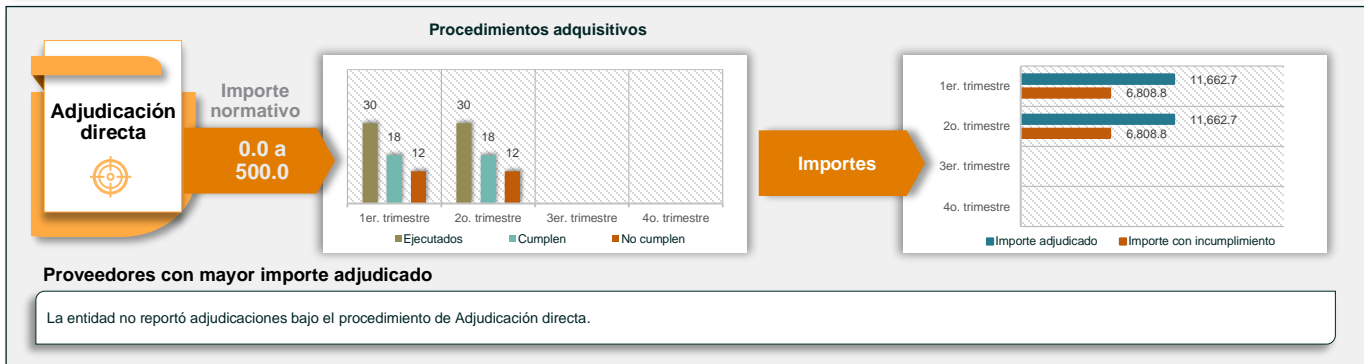 Procedimientos adquisitivos
Adjudicación
directa
Importe
normativo
0.0 a
500.0
30
18
12
30
18
12
1er. trimestre
2o. trimestre
3er. trimestre
4o. trimestre
Ejecutados
Cumplen
No cumplen
Importes
1er. trimestre
11,662.7
6,808.8
2o. trimestre
11,662.7
6,808.8
3er. trimestre
4o. trimestre
Importe adjudicado
Importe con incumplimiento
Proveedores con mayor importe adjudicado
La entidad no reportó adjudicaciones bajo el procedimiento de Adjudicación directa.